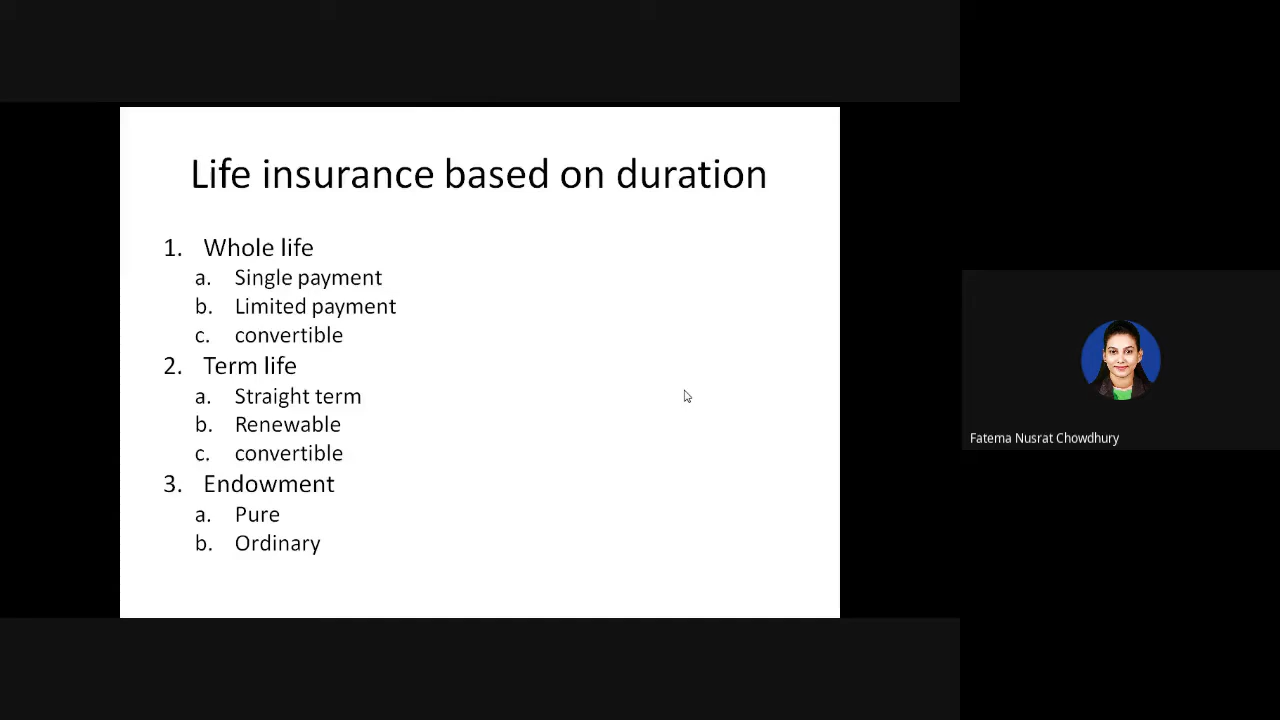 Life insurance based on duration
1. Whole life
a. Single payment
b. Limited payment
c. convertible
2. Term life
a. Straight term
b. Renewable
c. convertible
3. Endowment
a. Pure
b. Ordinary
Fatema Nusrat Chowdhury